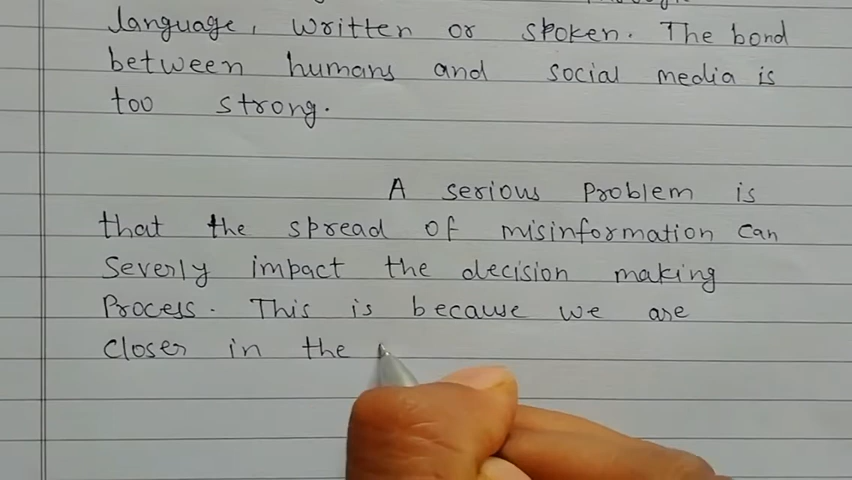 language, written or spoken. The bond
between humans and social media is
too strong.
A serious problem is
that the spread of misinformation can
severly impact the decision making
process. This is because we are
closer in the